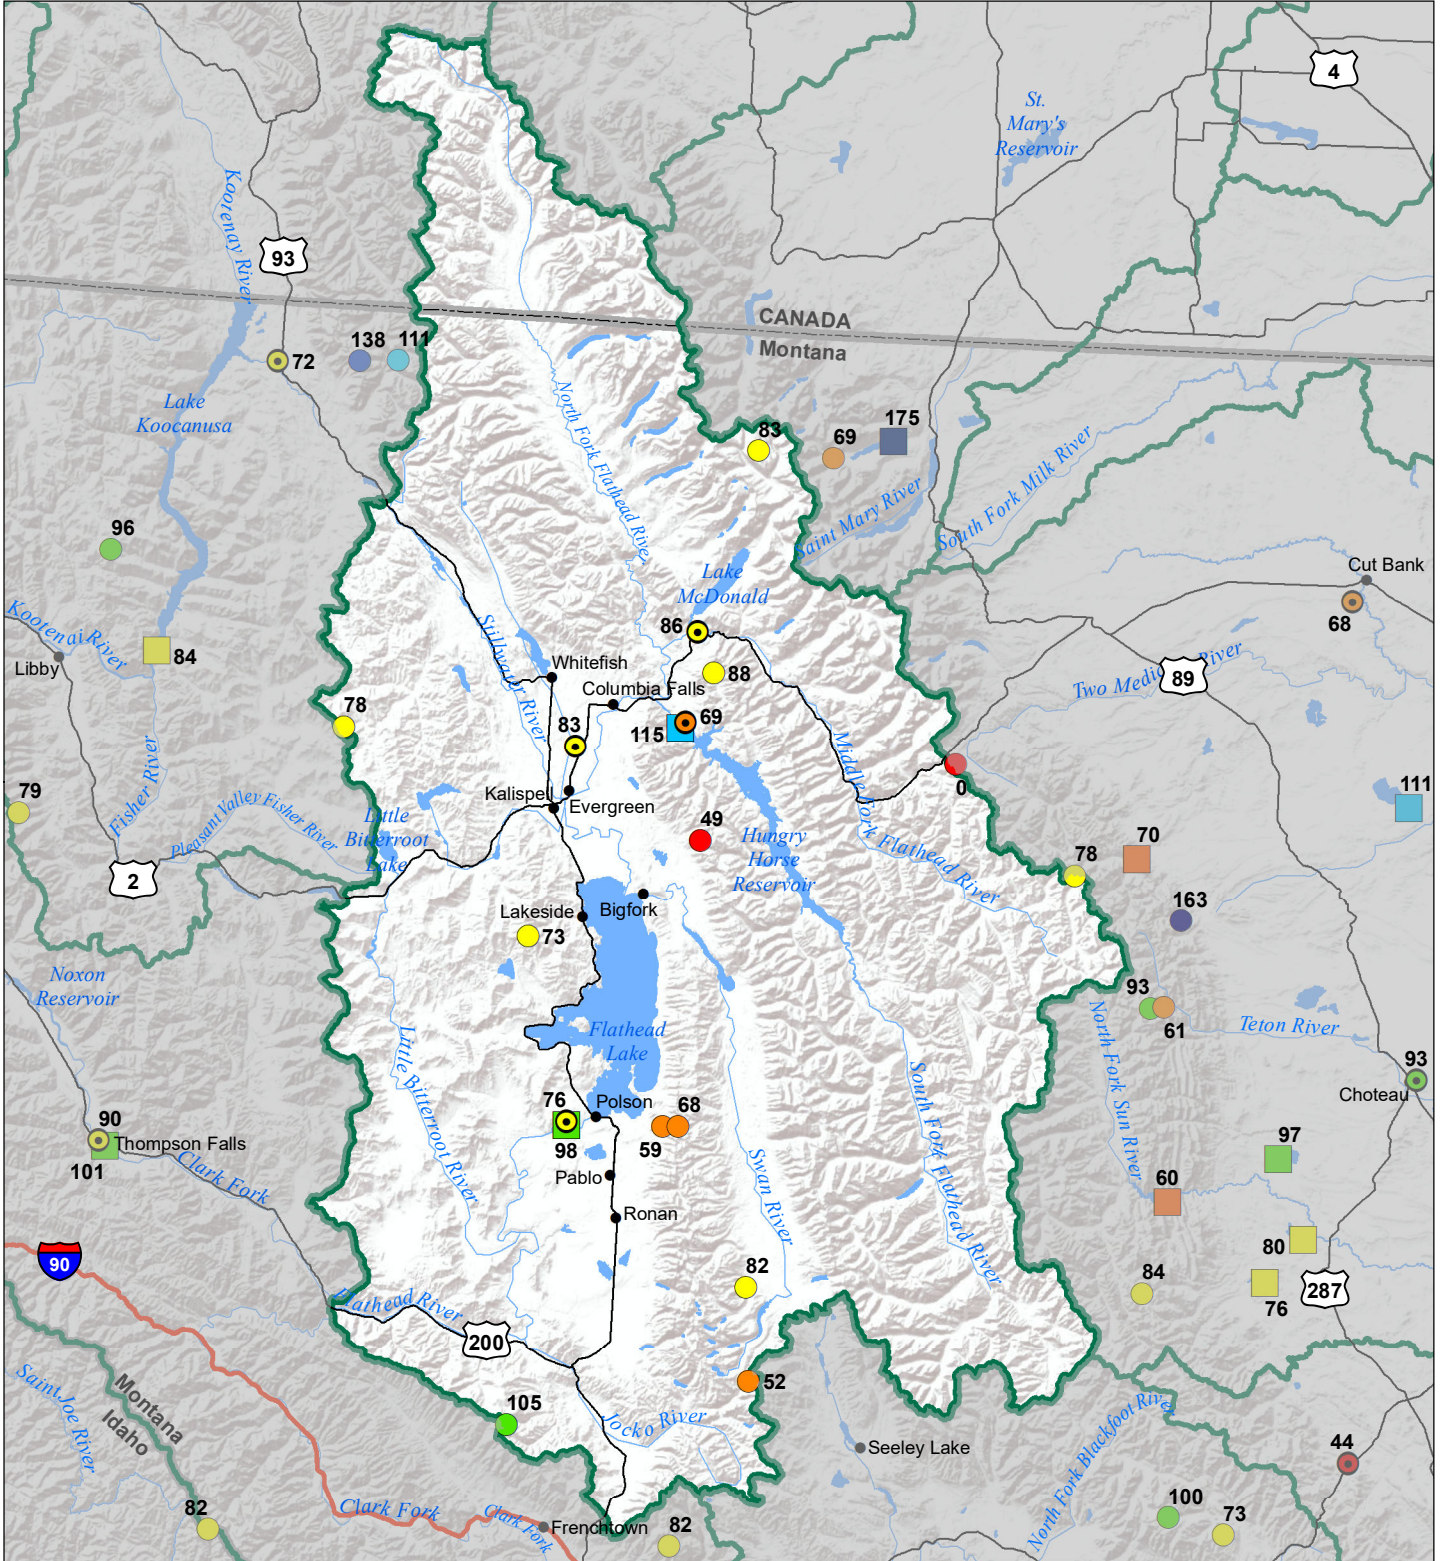 4
St.
Mary's
Reservoir
Kootenay River
93
CANADA
Montana
138
111
72
Lake
Koocanusa
North Fork Flathead River
83
69
175
Saint Mary River
South Fork Milk River
96
Lake
McDonald
Cut Bank
68
Kootenai River
Libby
84
Stillwater River
86
Whitefish
88
Columbia Falls
Two Medic River
89
78
83
69
115
Middle Fork Flathead River
0
79
Fisher River
Pleasant Valley Fisher River
Kalispel
Evergreen
111
Little
Bitterroot
Lake
49
Hungry
Horse
Reservoir
70
78
2
163
Lakeside
Bigfork
73
Noxon
Reservoir
93
61
Teton River
North Fork Sun River
Flathead
Lake
Little Bitterroot River
South Fork Flathead River
93
Choteau
76
Polson
68
59
98
90
Thompson Falls
101
Clark Fork
Pablo
Swan River
97
60
Ronan
90
80
82
84
76
287
Flathead River
200
Saint Joe River
Montana
Idaho
52
105
Jocko River
North Fork Blackfoot River
Seeley Lake
44
82
Clark Fork
Clark Fork
Frenchtown
82
100
73